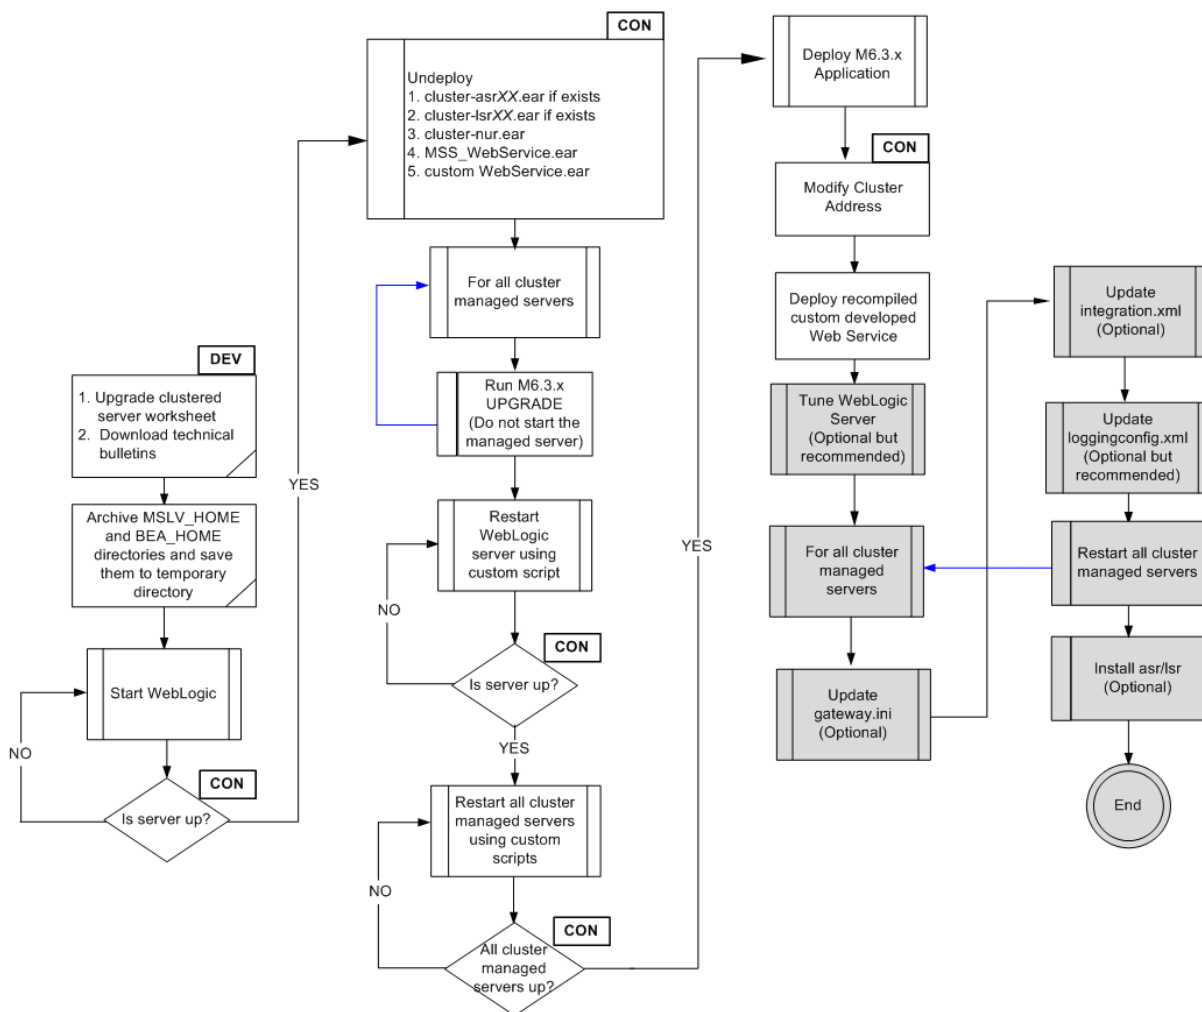 DEV
1. Upgrade clustered
server worksheet
2. Download technical
bulletins
Archive MSLV_HOME
and BEA_HOME
directories and save
them to temporary
directory
Start WebLogic
NO
CON
Is server up?
YES
CON
Undeploy
1. cluster-asrXX.ear if exists
2. cluster-lsrXX.ear if exists
3. cluster-nur.ear
4. MSS_WebService.ear
5. custom WebService.ear
For all cluster
managed servers
Run M6.3.x
UPGRADE
(Do not start the
managed server)
Restart
WebLogic
server using
custom script
NO
CON
Is server up?
YES
Restart all cluster
managed servers
using custom
scripts
NO
CON
All cluster
managed
servers up?
YES
Deploy M6.3.x
Application
CON
Modify Cluster
Address
Deploy recompiled
custom developed
Web Service
Tune WebLogic
Server
(Optional but
recommended)
For all cluster
managed
servers
Update
gateway.ini
(Optional)
Update
integration.xml
(Optional)
Update
loggingconfig.xml
(Optional but
recommended)
Restart all cluster
managed servers
Install asr/lsr
(Optional)
End